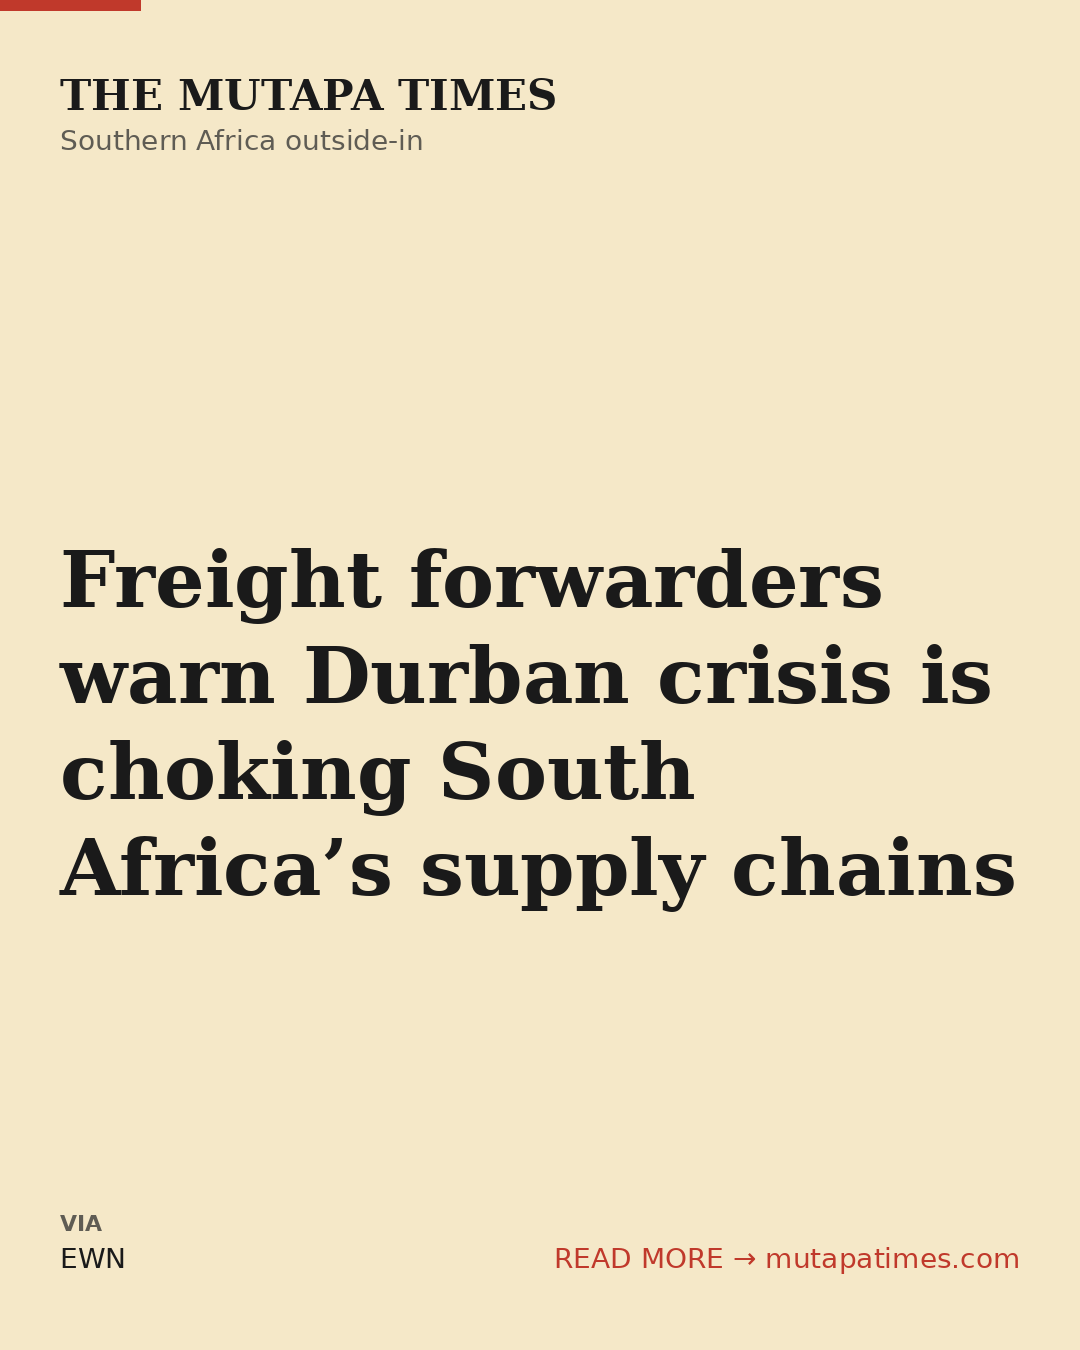 THE MUTAPA TIMES
Southern Africa outside-in
Freight forwarders
warn Durban crisis is
choking South
Africa’s supply chains
VIA
EWN
READ MORE → mutapatimes.com